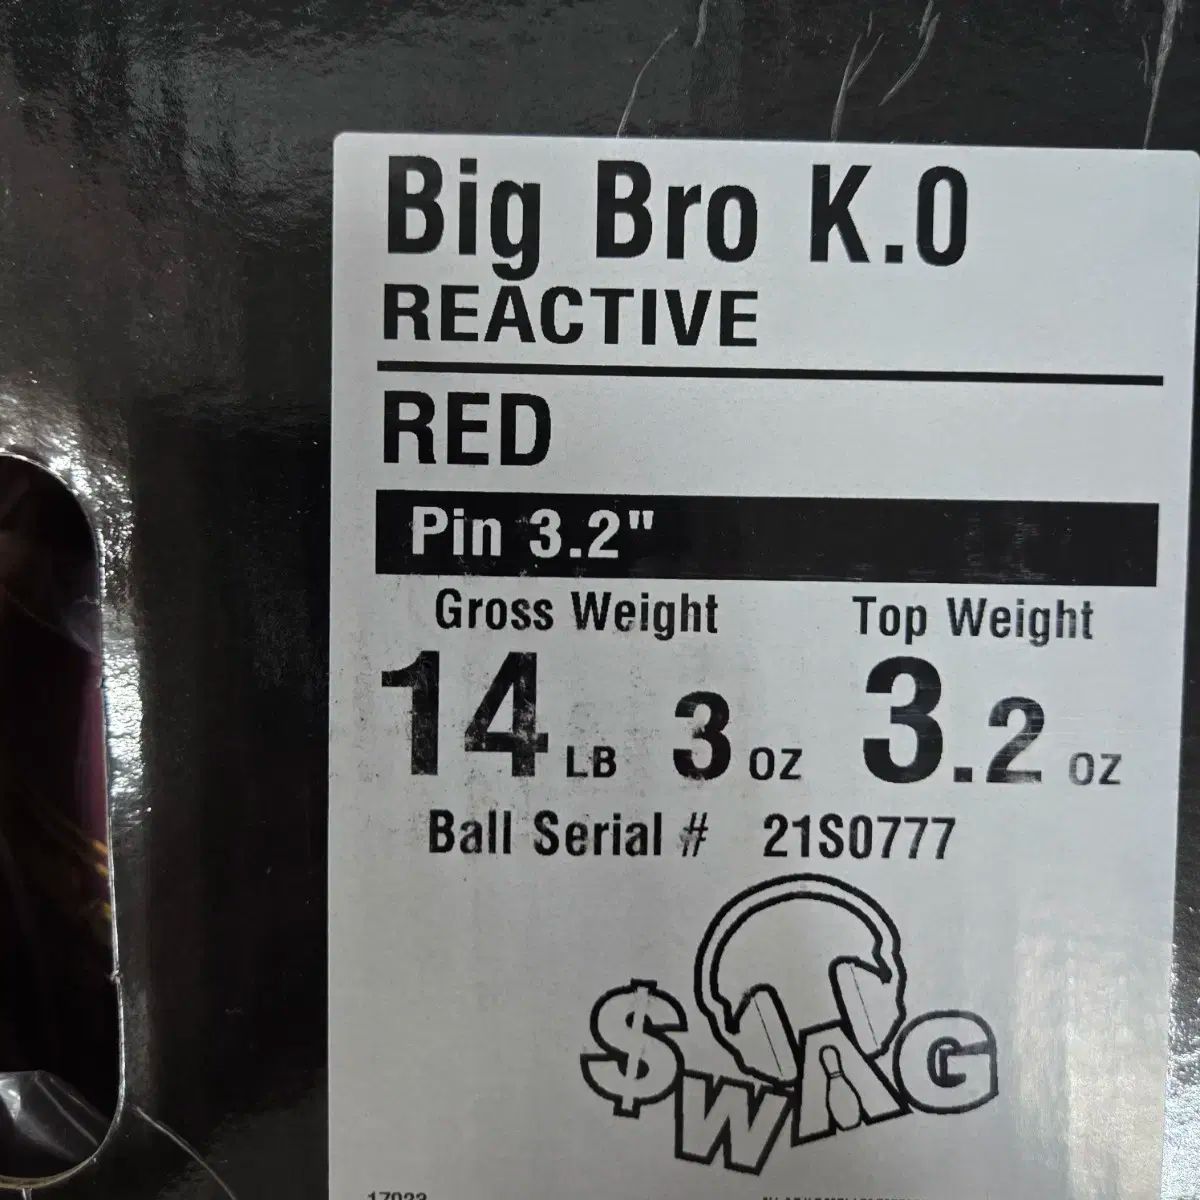 Big Bro K.O
REACTIVE
RED
Pin 3.2"
Gross Weight Top Weight
14 LB 3 OZ 3.2 OZ
Ball Serial # 21S0777
$WAG